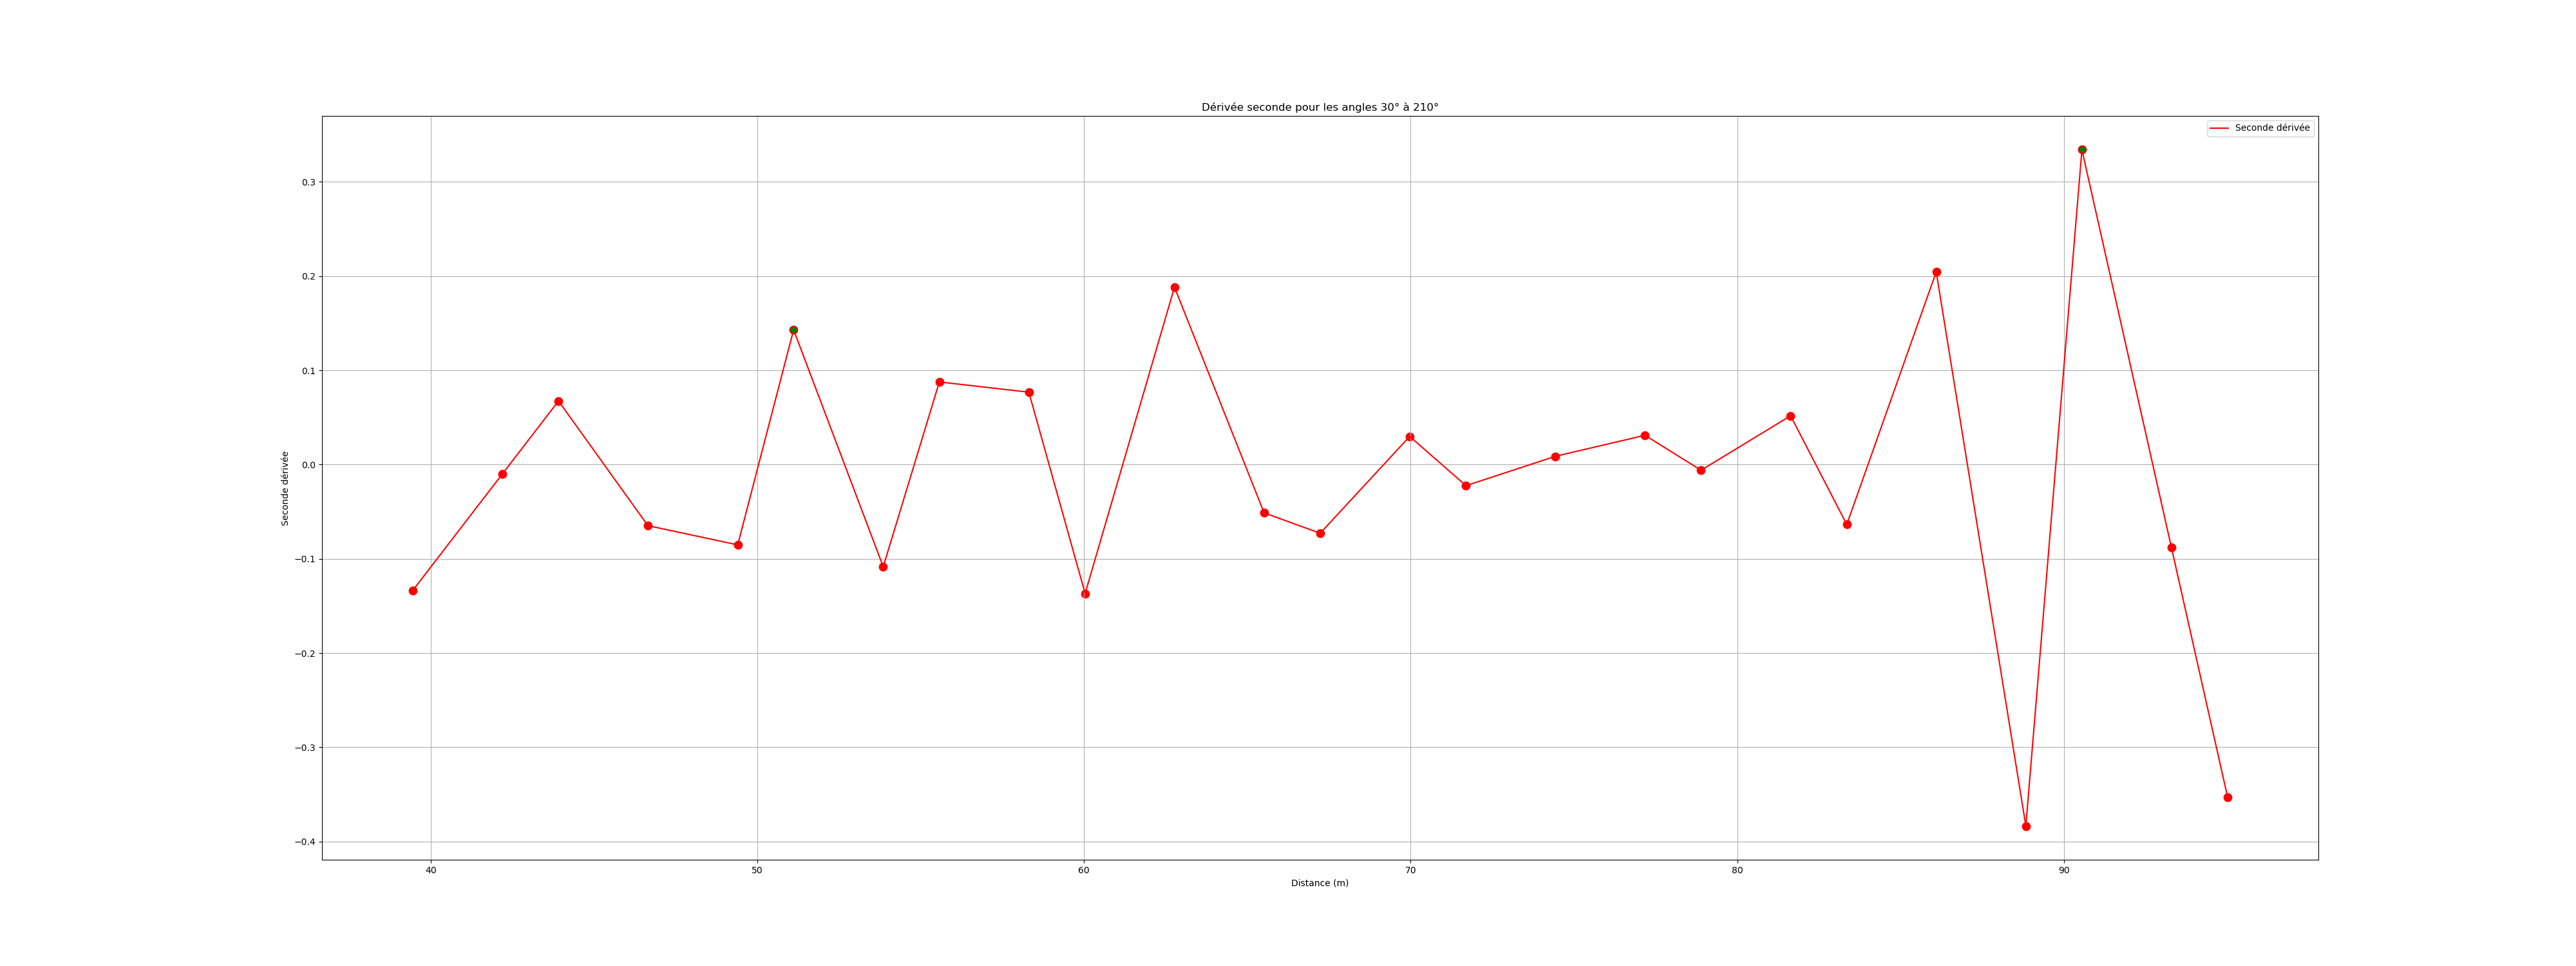 Dérivée seconde pour les angles 30° à 210°
Seconde dérivée
0.3
0.2
0.1
0.0
−0.1
−0.2
−0.3
−0.4
Seconde dérivée
40 50 60 70 80 90
Distance (m)